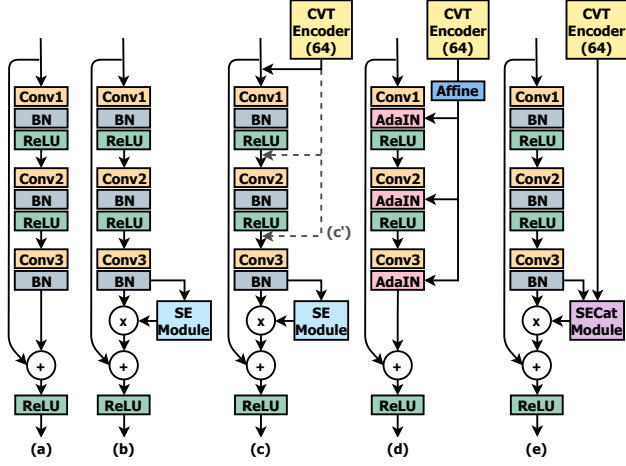 CVT
Encoder
(64)
CVT
Encoder
(64)
CVT
Encoder
(64)
Affine
Conv1
BN
ReLU
Conv2
BN
ReLU
Conv3
BN
+
ReLU
(a)
Conv1
BN
ReLU
Conv2
BN
ReLU
Conv3
BN
SE
Module
x
+
ReLU
(b)
Conv1
BN
ReLU
Conv2
BN
ReLU
(c')
Conv3
BN
SE
Module
x
+
ReLU
(c)
Conv1
AdaIN
ReLU
Conv2
AdaIN
ReLU
Conv3
AdaIN
+
ReLU
(d)
Conv1
BN
ReLU
Conv2
BN
ReLU
Conv3
BN
SECat
Module
x
+
ReLU
(e)